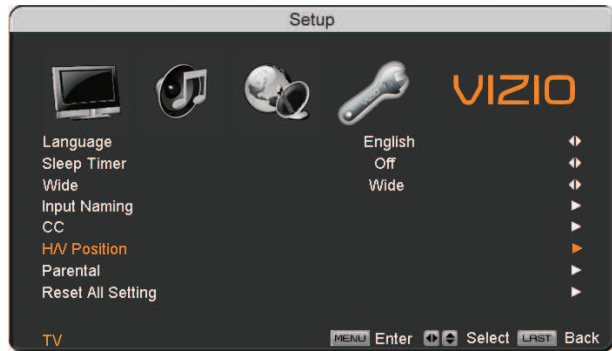 Setup
VIZIO
Language English
Sleep Timer Off
Wide Wide
Input Naming
CC
H/V Position
Parental
Reset All Setting
TV MENU Enter Select LAST Back